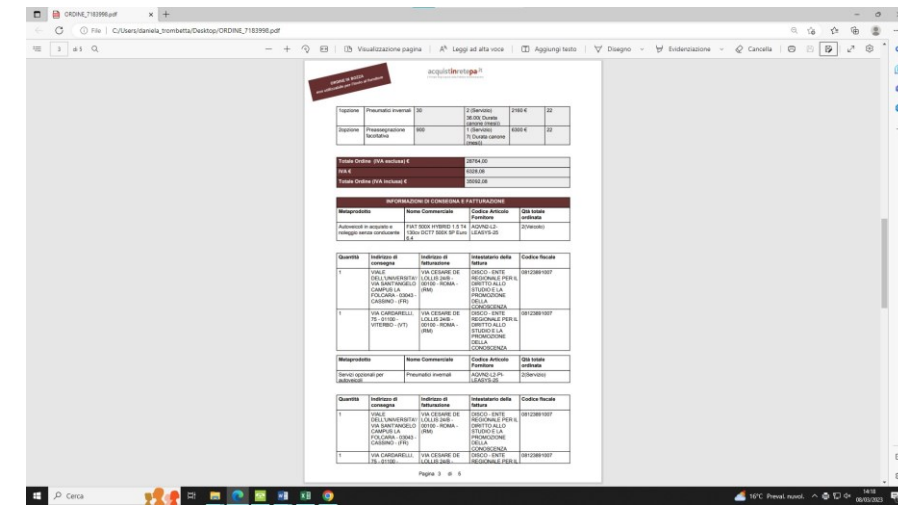 ORDINE_7183998.pdf
File
C:/Users/daniela_trombetta/Desktop/ORDINE_7183998.pdf
3 di 5
Visualizzazione pagina
Leggi ad alta voce
Aggiungi testo
Disegno
Evidenziazione
Cancella
ORDINE DI BOZZA
acquistinretepa
1opzione Pneumatici invernali 30 2 (Servizio) 2160 € 22
36.00( Durata
canone (mesi))
2opzione Preassegnazione 900 1 (Servizio) 6300 € 22
facoltativa 7( Durata canone
(mesi))
Totale Ordine (IVA esclusa) € 28764,00
IVA € 6328,08
Totale Ordine (IVA inclusa) € 35092,08
INFORMAZIONI DI CONSEGNA E FATTURAZIONE
Metaprodotto Nome Commerciale Codice Articolo Qtà totale
Fornitore ordinata
Autoveicoli in acquisto e FIAT 500X HYBRID 1.5 T4 AQVN2-L2- 2(Veicolo)
noleggio senza conducente 130cv DCT7 500X 5P Euro LEASYS-25
6.4
Quantità Indirizzo di Indirizzo di Intestatario della Codice fiscale
consegna fatturazione fattura
1 VIALE VIA CESARE DE DISCO - ENTE 08123891007
DELL'UNIVERSITA'/ LOLLIS 24/B - REGIONALE PER IL
VIA SANT'ANGELO 00100 - ROMA - DIRITTO ALLO
CAMPUS LA (RM) STUDIO E LA
FOLCARA - 03043 - PROMOZIONE
CASSINO - (FR) DELLA
CONOSCENZA
1 VIA CARDARELLI, VIA CESARE DE DISCO - ENTE 08123891007
75 - 01100 - LOLLIS 24/B - REGIONALE PER IL
VITERBO - (VT) 00100 - ROMA - DIRITTO ALLO
(RM) STUDIO E LA
PROMOZIONE
DELLA
CONOSCENZA
Metaprodotto Nome Commerciale Codice Articolo Qtà totale
Fornitore ordinata
Servizi opzionali per Pneumatici invernali AQVN2-L2-PI- 2(Servizio)
autoveicoli LEASYS-25
Quantità Indirizzo di Indirizzo di Intestatario della Codice fiscale
consegna fatturazione fattura
1 VIALE VIA CESARE DE DISCO - ENTE 08123891007
DELL'UNIVERSITA'/ LOLLIS 24/B - REGIONALE PER IL
VIA SANT'ANGELO 00100 - ROMA - DIRITTO ALLO
CAMPUS LA (RM) STUDIO E LA
FOLCARA - 03043 - PROMOZIONE
CASSINO - (FR) DELLA
CONOSCENZA
1 VIA CARDARELLI, VIA CESARE DE DISCO - ENTE 08123891007
75 - 01100 - LOLLIS 24/B - REGIONALE PER IL
Pagina 3 di 5
Cerca
16°C Preval. nuvol.
14:18
08/03/2023